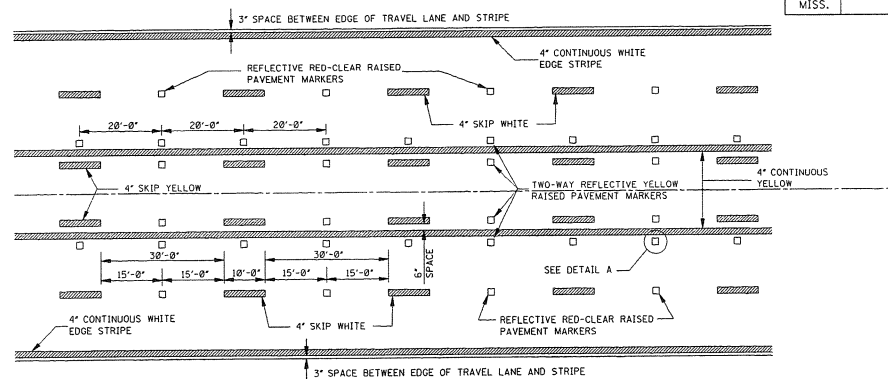 MISS.
3" SPACE BETWEEN EDGE OF TRAVEL LANE AND STRIPE
4" CONTINUOUS WHITE
EDGE STRIPE
REFLECTIVE RED-CLEAR RAISED
PAVEMENT MARKERS
4" SKIP WHITE
20'-0" 20'-0" 20'-0"
4" SKIP YELLOW
TWO-WAY REFLECTIVE YELLOW
RAISED PAVEMENT MARKERS
4" CONTINUOUS
YELLOW
30'-0" 30'-0"
15'-0" 15'-0" 10'-0" 15'-0" 15'-0"
6"
SPACE
SEE DETAIL A
4" CONTINUOUS WHITE
EDGE STRIPE
4" SKIP WHITE
REFLECTIVE RED-CLEAR RAISED
PAVEMENT MARKERS
3" SPACE BETWEEN EDGE OF TRAVEL LANE AND STRIPE